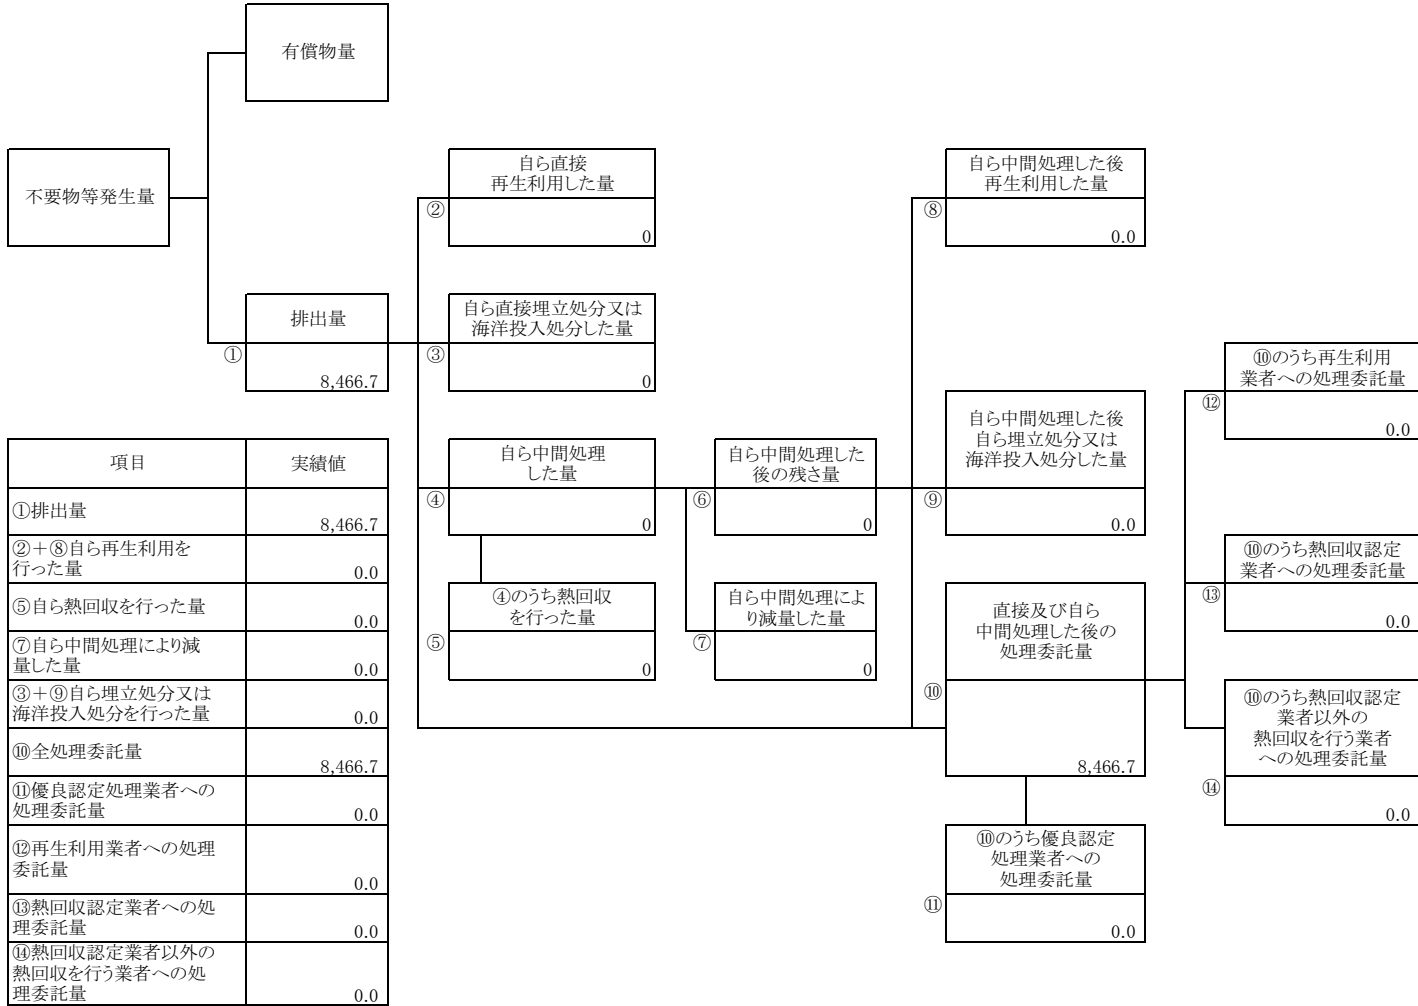 有償物量
不要物等発生量
排出量
①
8,466.7
自ら直接
再生利用した量
②
0
自ら直接埋立処分又は
海洋投入処分した量
③
0
自ら中間処理
した量
④
0
④のうち熱回収
を行った量
⑤
0
自ら中間処理した
後の残さ量
⑥
0
自ら中間処理によ
り減量した量
⑦
0
自ら中間処理した後
再生利用した量
⑧
0.0
自ら中間処理した後
自ら埋立処分又は
海洋投入処分した量
⑨
0.0
直接及び自ら
中間処理した後の
処理委託量
⑩
8,466.7
⑩のうち優良認定
処理業者への
処理委託量
⑪
0.0
⑩のうち再生利用
業者への処理委託量
⑫
0.0
⑩のうち熱回収認定
業者への処理委託量
⑬
0.0
⑩のうち熱回収認定
業者以外の
熱回収を行う業者
への処理委託量
⑭
0.0
項目 実績値
①排出量
8,466.7
②＋⑧自ら再生利用を
行った量 0.0
⑤自ら熱回収を行った量
0.0
⑦自ら中間処理により減
量した量 0.0
③＋⑨自ら埋立処分又は
海洋投入処分を行った量 0.0
⑩全処理委託量
8,466.7
⑪優良認定処理業者への
処理委託量 0.0
⑫再生利用業者への処理
委託量
0.0
⑬熱回収認定業者への処
理委託量 0.0
⑭熱回収認定業者以外の
熱回収を行う業者への処
理委託量 0.0